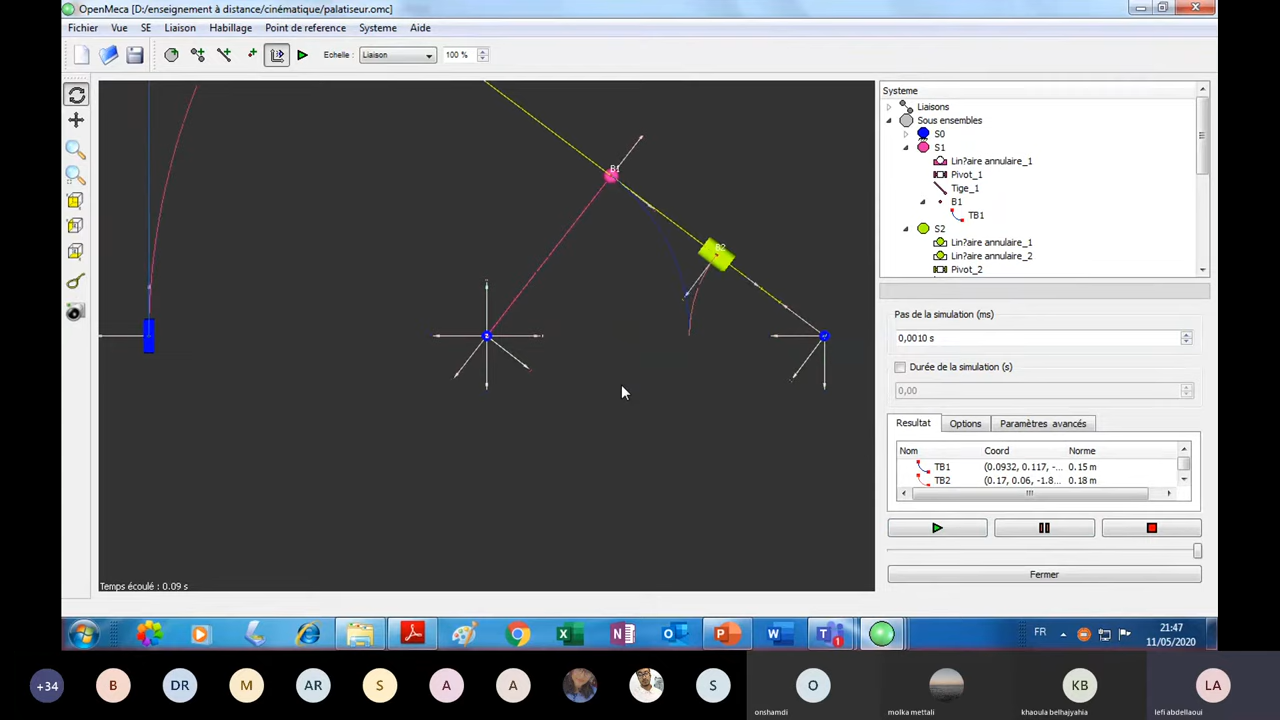 OpenMeca [D:/enseignement à distance/cinématique/palatiseur.omc]
Fichier Vue SE Liaison Habillage Point de reference Systeme Aide
Echelle : Liaison 100 %
Systeme
Liaisons
Sous ensembles
S0
S1
Lin?aire annulaire_1
Pivot_1
Tige_1
B1
TB1
S2
Lin?aire annulaire_1
Lin?aire annulaire_2
Pivot_2
B1
B2
Pas de la simulation (ms)
0,0010 s
Durée de la simulation (s)
0,00
Resultat Options Paramètres avancés
Nom Coord Norme
TB1 (0.0932, 0.117, -... 0.15 m
TB2 (0.17, 0.06, -1.8... 0.18 m
Fermer
Temps écoulé : 0.09 s
FR 21:47
11/05/2020
+34 B DR M AR S A A S O KB LA
onshamdi molka mettali khaoula belhajyahia lefi abdellaoui